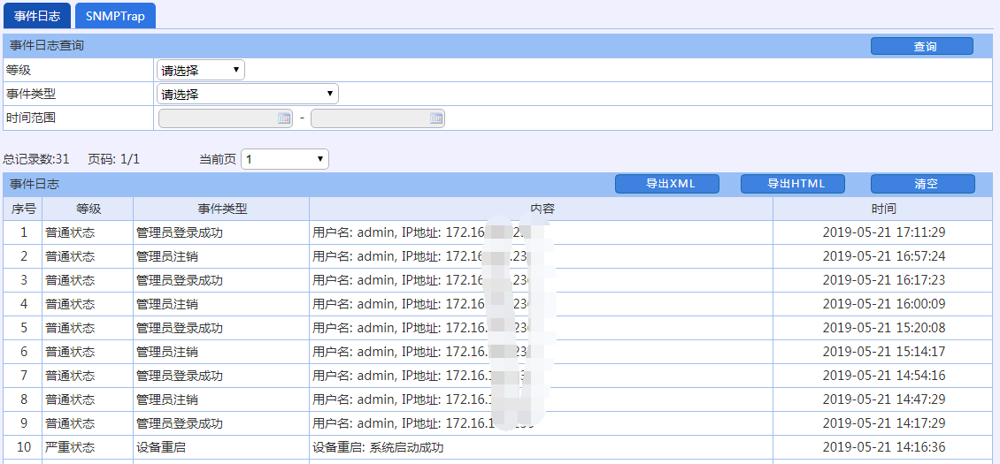 事件日志 SNMPTrap
事件日志查询 查询
等级 请选择
事件类型 请选择
时间范围 -
总记录数:31 页码: 1/1 当前页 1
事件日志 导出XML 导出HTML 清空
序号 等级 事件类型 内容 时间
1 普通状态 管理员登录成功 用户名: admin, IP地址: 172.16 2019-05-21 17:11:29
2 普通状态 管理员注销 用户名: admin, IP地址: 172.16. 2019-05-21 16:57:24
3 普通状态 管理员登录成功 用户名: admin, IP地址: 172.16. 2019-05-21 16:17:23
4 普通状态 管理员注销 用户名: admin, IP地址: 172.16. 2019-05-21 16:00:09
5 普通状态 管理员登录成功 用户名: admin, IP地址: 172.16. 2019-05-21 15:20:08
6 普通状态 管理员注销 用户名: admin, IP地址: 172.16. 2019-05-21 15:14:17
7 普通状态 管理员登录成功 用户名: admin, IP地址: 172.16. 2019-05-21 14:54:16
8 普通状态 管理员注销 用户名: admin, IP地址: 172.16. 2019-05-21 14:47:29
9 普通状态 管理员登录成功 用户名: admin, IP地址: 172.16. 2019-05-21 14:17:29
10 严重状态 设备重启 设备重启: 系统启动成功 2019-05-21 14:16:36